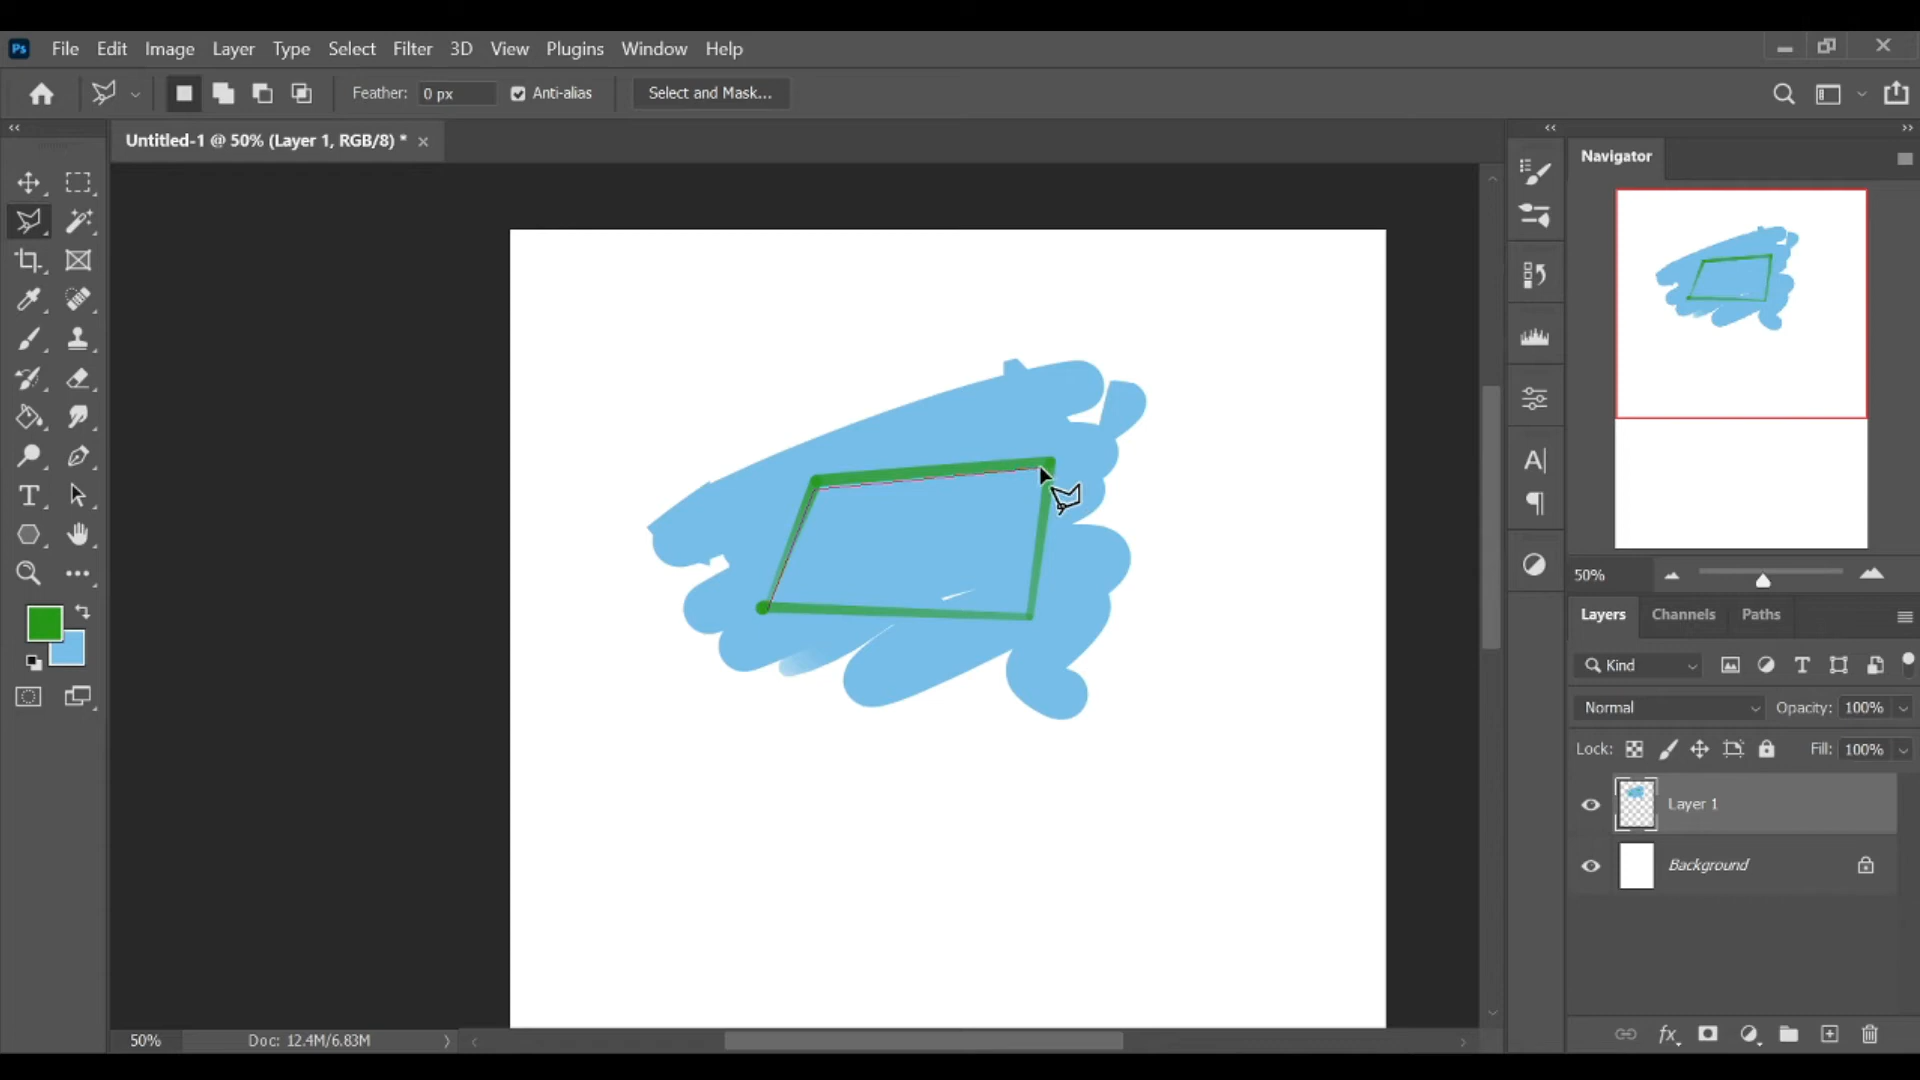 Ps File Edit Image Layer Type Select Filter 3D View Plugins Window Help
Feather: 0 px Anti-alias Select and Mask...
Untitled-1 @ 50% (Layer 1, RGB/8) *
Navigator
50%
Layers Channels Paths
Kind
Normal Opacity: 100%
Lock: Fill: 100%
Layer 1
Background
50% Doc: 12.4M/6.83M